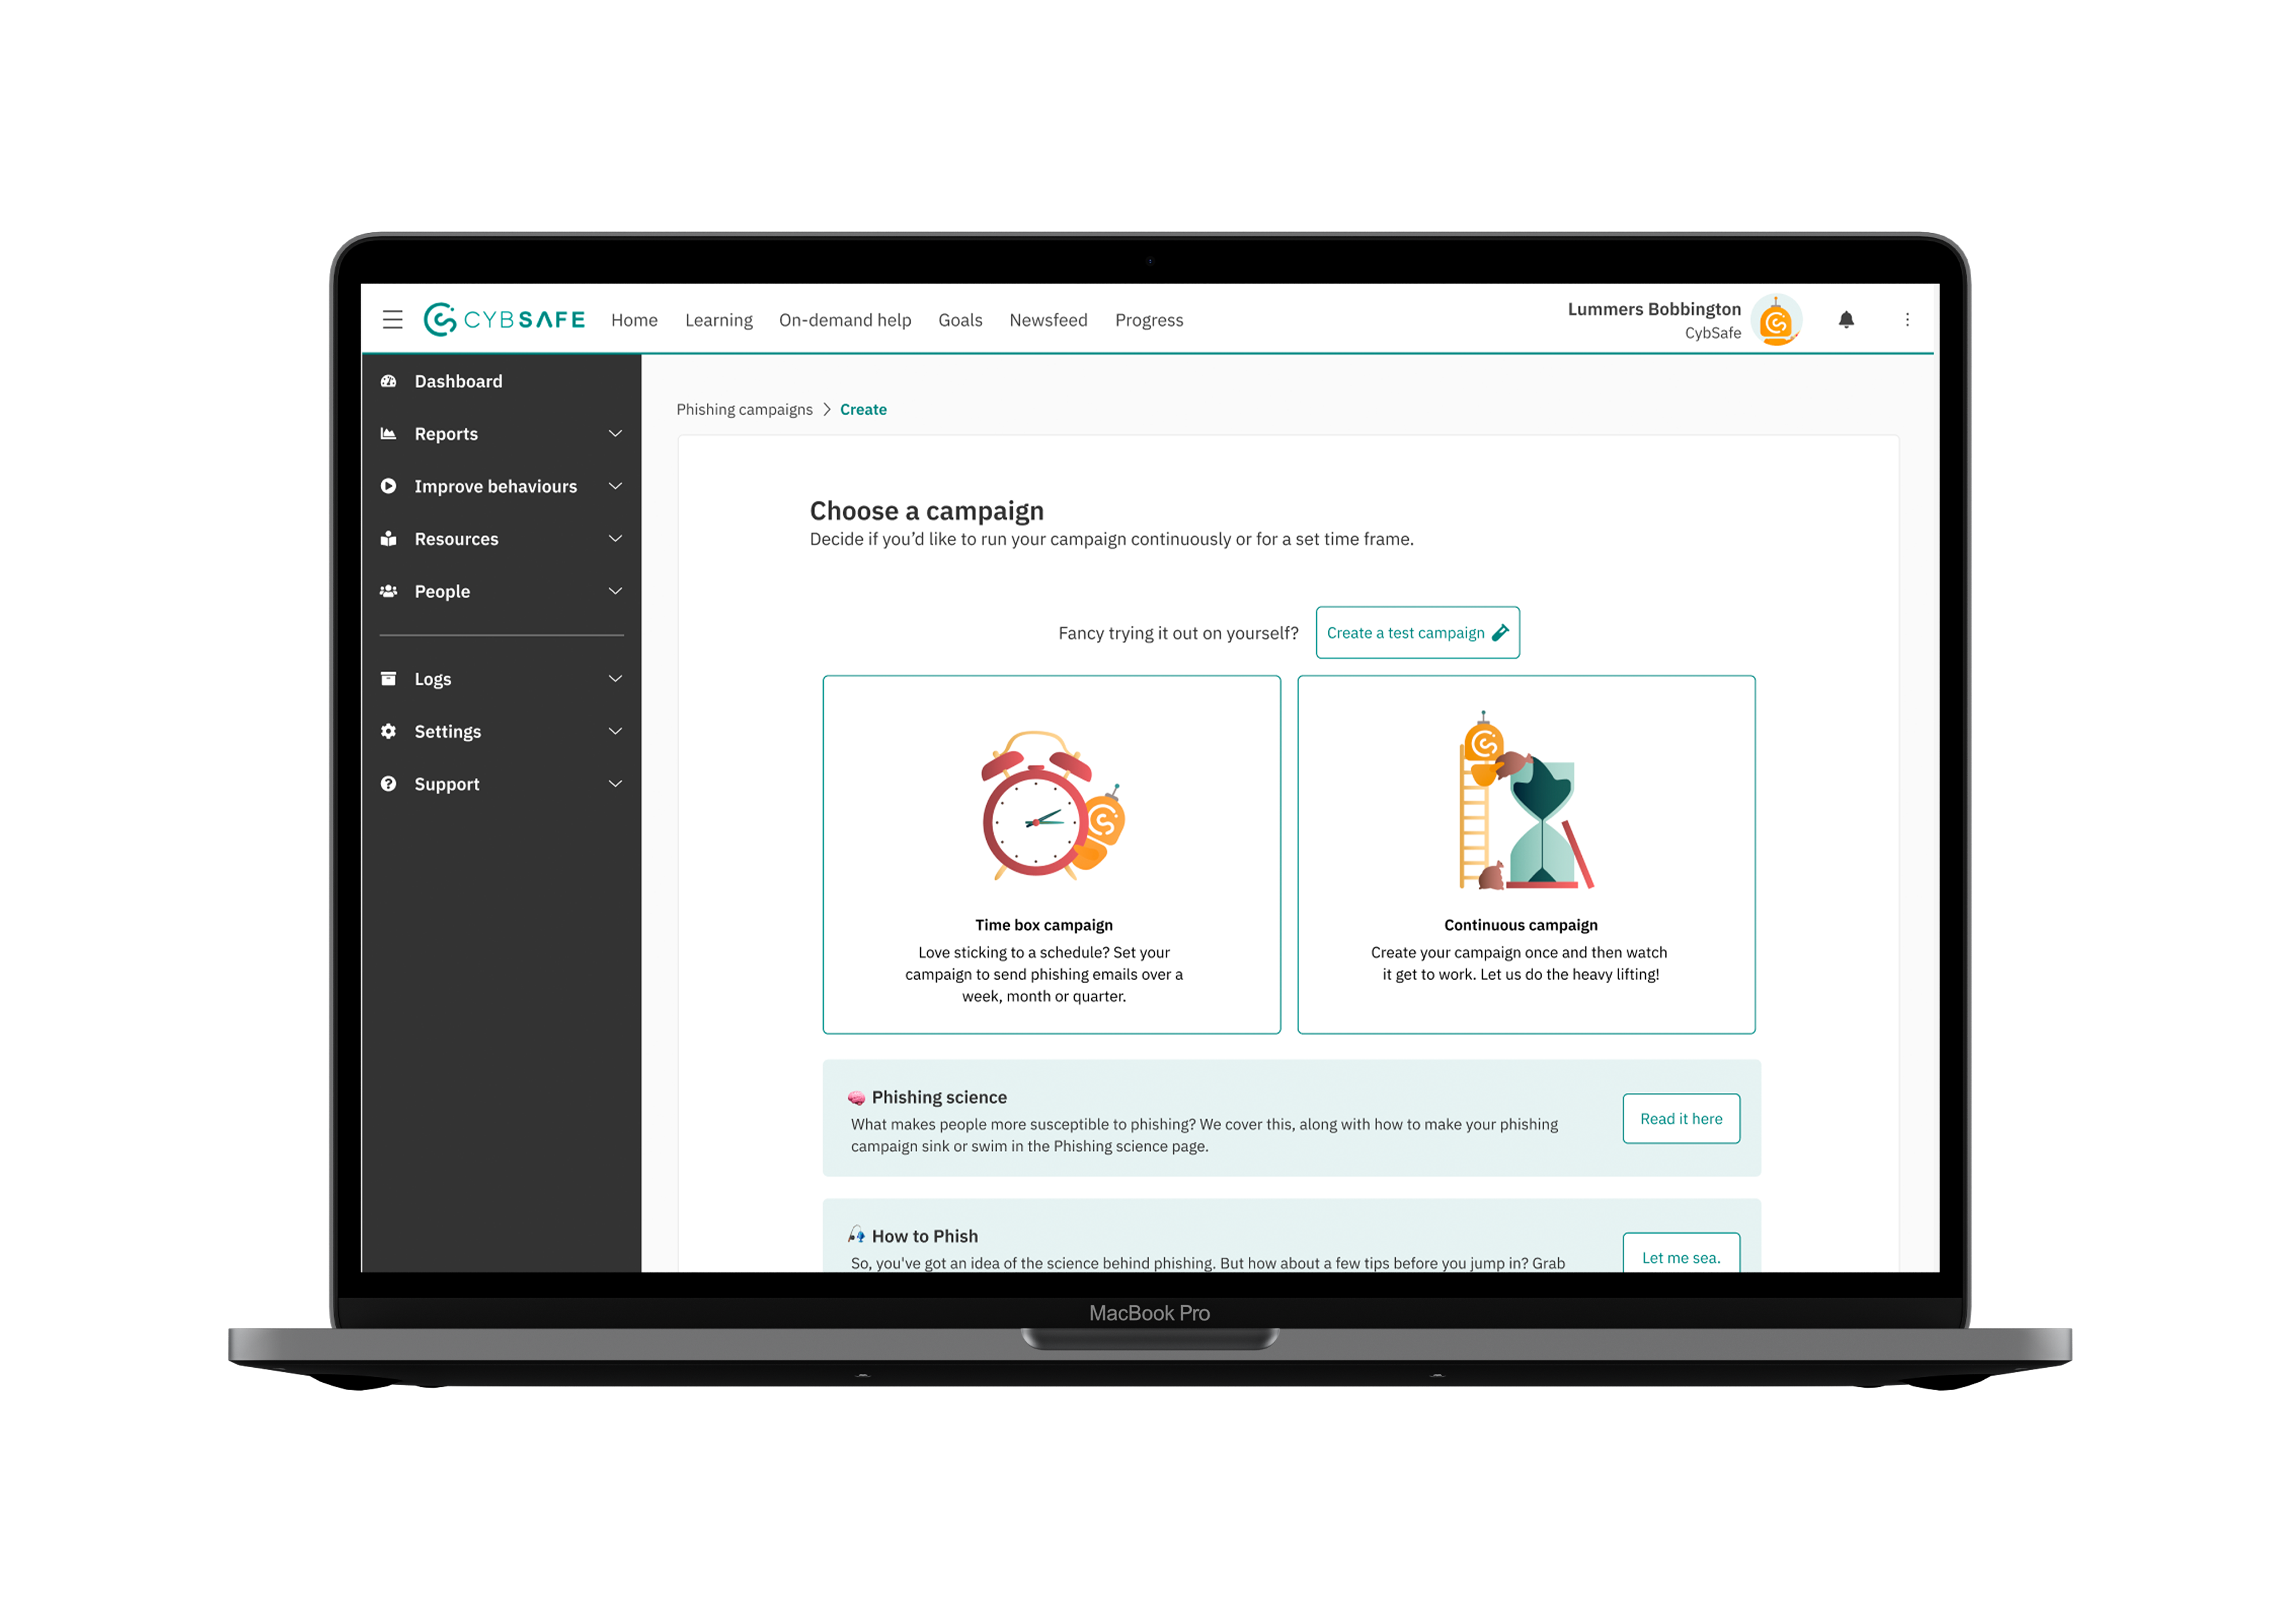 CYBSAFE
Home Learning On-demand help Goals Newsfeed Progress
Lummers Bobbington
CybSafe
Dashboard
Reports
Improve behaviours
Resources
People
Logs
Settings
Support
Phishing campaigns > Create
Choose a campaign
Decide if you’d like to run your campaign continuously or for a set time frame.
Fancy trying it out on yourself? Create a test campaign
Time box campaign
Love sticking to a schedule? Set your
campaign to send phishing emails over a
week, month or quarter.
Continuous campaign
Create your campaign once and then watch
it get to work. Let us do the heavy lifting!
Phishing science
What makes people more susceptible to phishing? We cover this, along with how to make your phishing
campaign sink or swim in the Phishing science page.
Read it here
How to Phish
So, you've got an idea of the science behind phishing. But how about a few tips before you jump in? Grab
Let me sea.
MacBook Pro